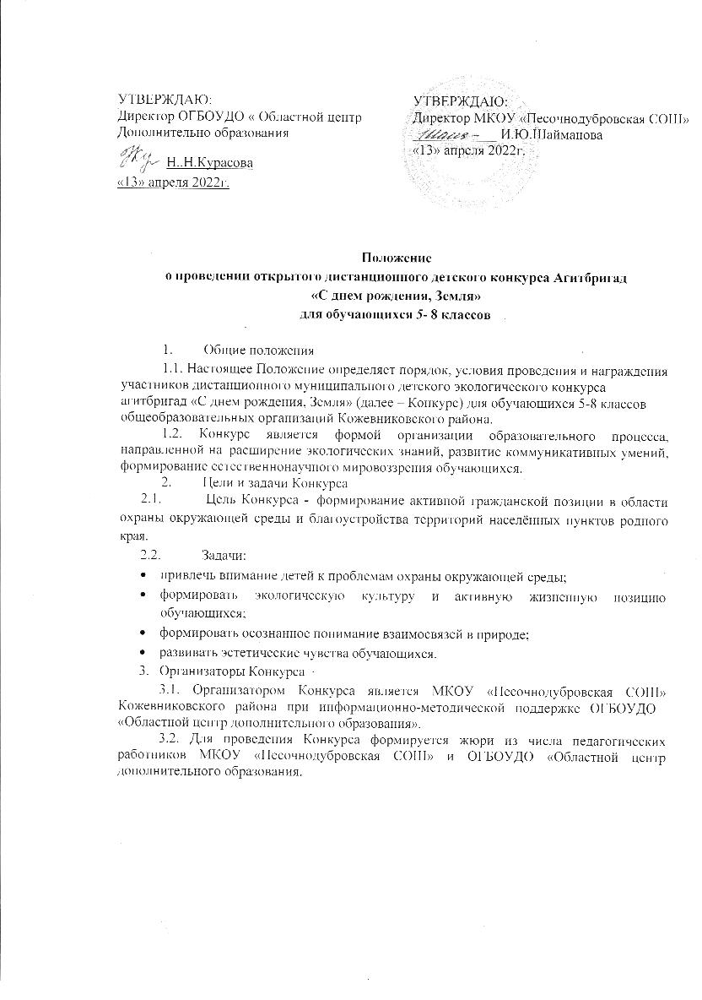 УТВЕРЖДАЮ:
Директор ОГБОУДО « Областной центр
Дополнительно образования
Н..Н.Курасова
«13» апреля 2022г.
УТВЕРЖДАЮ:
Директор МКОУ «Песочнодубровская СОШ»
И.Ю.Шайманова
«13» апреля 2022г.
Положение
о проведении открытого дистанционного детского конкурса Агитбригад
«С днем рождения, Земля»
для обучающихся 5- 8 классов
1. Общие положения
1.1. Настоящее Положение определяет порядок, условия проведения и награждения
участников дистанционного муниципального детского экологического конкурса
агитбригад «С днем рождения, Земля» (далее – Конкурс) для обучающихся 5-8 классов
общеобразовательных организаций Кожевниковского района.
1.2. Конкурс является формой организации образовательного процесса,
направленной на расширение экологических знаний, развитие коммуникативных умений,
формирование естественнонаучного мировоззрения обучающихся.
2. Цели и задачи Конкурса
2.1. Цель Конкурса - формирование активной гражданской позиции в области
охраны окружающей среды и благоустройства территорий населённых пунктов родного
края.
2.2. Задачи:
• привлечь внимание детей к проблемам охраны окружающей среды;
• формировать экологическую культуру и активную жизненную позицию
обучающихся;
• формировать осознанное понимание взаимосвязей в природе;
• развивать эстетические чувства обучающихся.
3. Организаторы Конкурса
3.1. Организатором Конкурса является МКОУ «Песочнодубровская СОШ»
Кожевниковского района при информационно-методической поддержке ОГБОУДО
«Областной центр дополнительного образования».
3.2. Для проведения Конкурса формируется жюри из числа педагогических
работников МКОУ «Песочнодубровская СОШ» и ОГБОУДО «Областной центр
дополнительного образования.